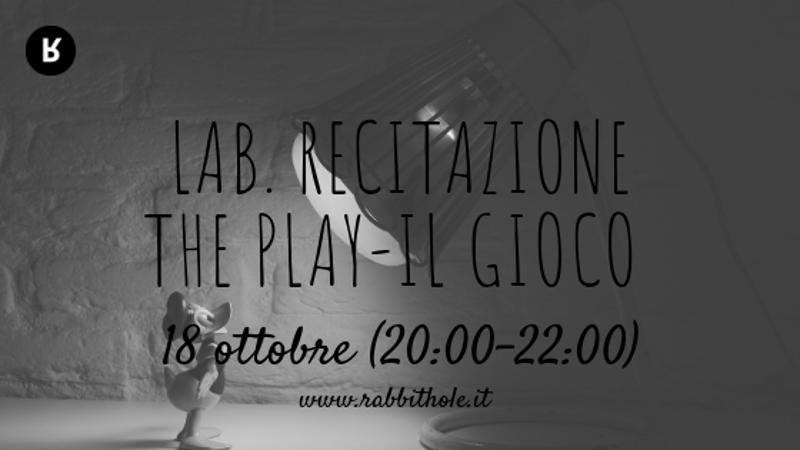 R
LAB. RECITAZIONE
THE PLAY-IL GIOCO
18 ottobre (20:00-22:00)
www.rabbithole.it